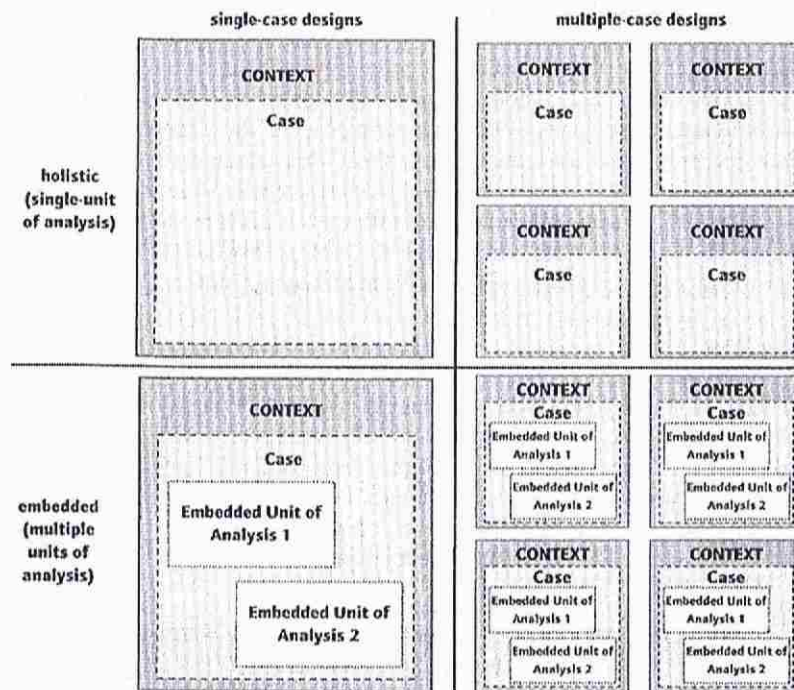 single-case designs
multiple-case designs
holistic
(single-unit
of analysis)
CONTEXT
Case
CONTEXT
Case
CONTEXT
Case
CONTEXT
Case
CONTEXT
Case
embedded
(multiple
units of
analysis)
CONTEXT
Case
Embedded Unit of
Analysis 1
Embedded Unit of
Analysis 2
CONTEXT
Case
Embedded Unit of
Analysis 1
Embedded Unit of
Analysis 2
CONTEXT
Case
Embedded Unit of
Analysis 1
Embedded Unit of
Analysis 2
CONTEXT
Case
Embedded Unit of
Analysis 1
Embedded Unit of
Analysis 2
CONTEXT
Case
Embedded Unit of
Analysis 1
Embedded Unit of
Analysis 2